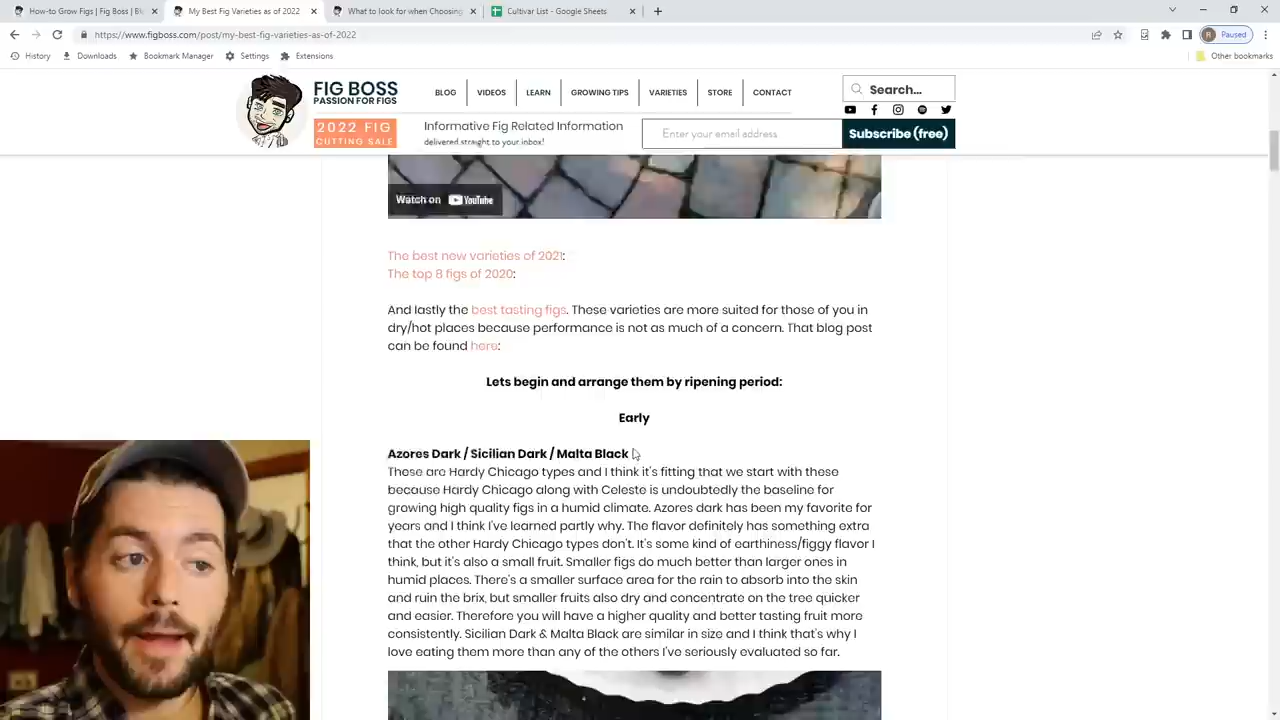 How-to Grow Figs | Fig Boss | B
My Best Fig Varieties as of 2022
What to look for when Choosing
Cultivar List - Google Sheets
https://www.figboss.com/post/my-best-fig-varieties-as-of-2022
R Paused
History
Downloads
Bookmark Manager
Settings
Extensions
Other bookmarks
FIG BOSS
PASSION FOR FIGS
BLOG
VIDEOS
LEARN
GROWING TIPS
VARIETIES
STORE
CONTACT
Search...
2022 FIG
CUTTING SALE
Informative Fig Related Information
delivered straight to your inbox!
Enter your email address
Subscribe (free)
Watch on YouTube
The best new varieties of 2021:
The top 8 figs of 2020:
And lastly the best tasting figs. These varieties are more suited for those of you in
dry/hot places because performance is not as much of a concern. That blog post
can be found here:
Lets begin and arrange them by ripening period:
Early
Azores Dark / Sicilian Dark / Malta Black
These are Hardy Chicago types and I think it's fitting that we start with these
because Hardy Chicago along with Celeste is undoubtedly the baseline for
growing high quality figs in a humid climate. Azores dark has been my favorite for
years and I think I've learned partly why. The flavor definitely has something extra
that the other Hardy Chicago types don't. It's some kind of earthiness/figgy flavor I
think, but it's also a small fruit. Smaller figs do much better than larger ones in
humid places. There's a smaller surface area for the rain to absorb into the skin
and ruin the brix, but smaller fruits also dry and concentrate on the tree quicker
and easier. Therefore you will have a higher quality and better tasting fruit more
consistently. Sicilian Dark & Malta Black are similar in size and I think that's why I
love eating them more than any of the others I've seriously evaluated so far.